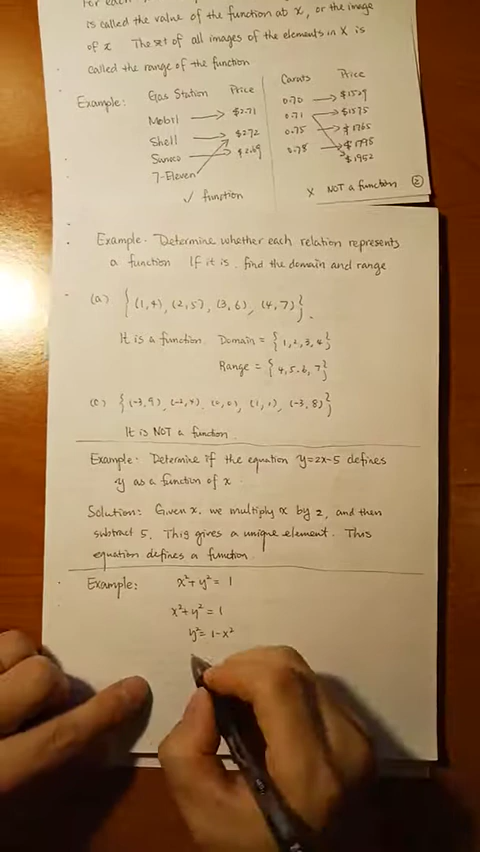 For each
is called the value of the function at x, or the image
of x The set of all images of the elements in X is
called the range of the function
Example: Gas Station Price
Mobil $2.71
Shell $2.72
Sunoco $2.69
7-Eleven
✓ function
Carats Price
0.70 $1529
0.71 $1575
0.75 $1765
0.78 $1795
$1952
X NOT a function ②
Example. Determine whether each relation represents
a function If it is. find the domain and range
(a) {(1,4), (2,5), (3,6), (4,7)}.
It is a function. Domain = {1,2,3,4}
Range = {4,5,6,7}
(c) {(-3,9), (-2,4), (0,0), (1,1), (-3,8)}
It is NOT a function.
Example: Determine if the equation y=2x-5 defines
y as a function of x.
Solution: Given x, we multiply x by 2, and then
subtract 5. This gives a unique element. This
equation defines a function.
Example: x²+y²=1
x²+y²=1
y²=1-x²